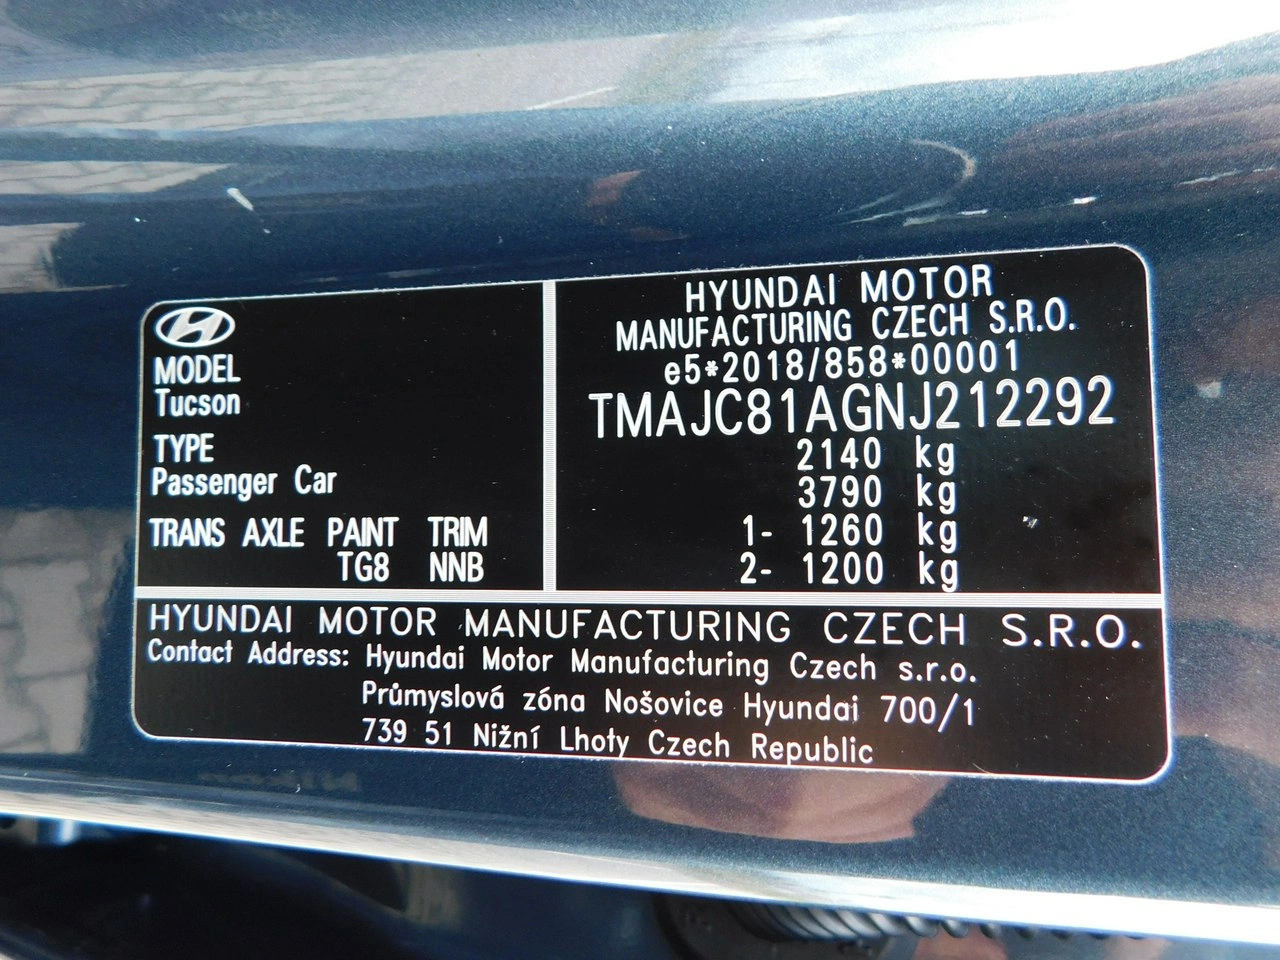 MODEL
Tucson
TYPE
Passenger Car
TRANS AXLE PAINT TRIM
TG8 NNB
HYUNDAI MOTOR
MANUFACTURING CZECH S.R.O.
e5*2018/858*00001
TMAJC81AGNJ212292
2140 kg
3790 kg
1- 1260 kg
2- 1200 kg
HYUNDAI MOTOR MANUFACTURING CZECH S.R.O.
Contact Address: Hyundai Motor Manufacturing Czech s.r.o.
Průmyslová zóna Nošovice Hyundai 700/1
739 51 Nižní Lhoty Czech Republic